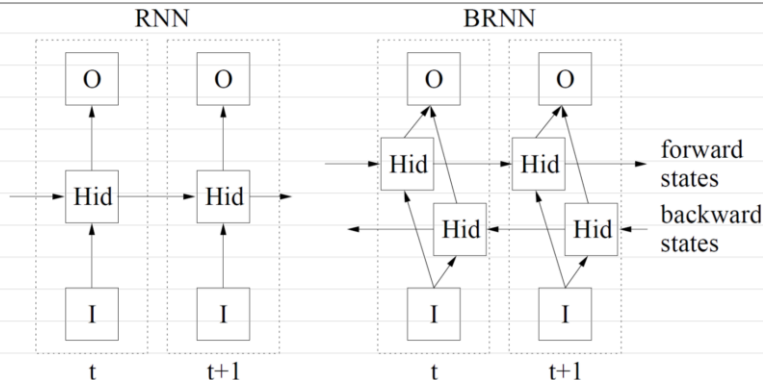 RNN
BRNN
O
O
O
O
Hid
Hid
forward
states
Hid
Hid
backward
states
Hid
Hid
I
I
I
I
t
t+1
t
t+1